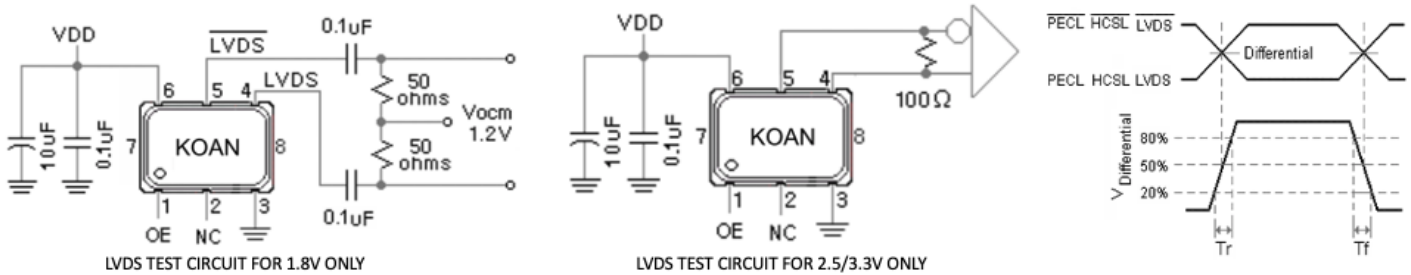 VDD
10uF
0.1uF
LVDS
LVDS
0.1uF
0.1uF
50
ohms
50
ohms
Vocm
1.2V
KOAN
6
5
4
7
8
1
2
3
OE
NC
LVDS TEST CIRCUIT FOR 1.8V ONLY
VDD
10uF
0.1uF
100Ω
KOAN
6
5
4
7
8
1
2
3
OE
NC
LVDS TEST CIRCUIT FOR 2.5/3.3V ONLY
PECL HCSL LVDS
Differential
PECL HCSL LVDS
V Differential
80%
50%
20%
Tr
Tf